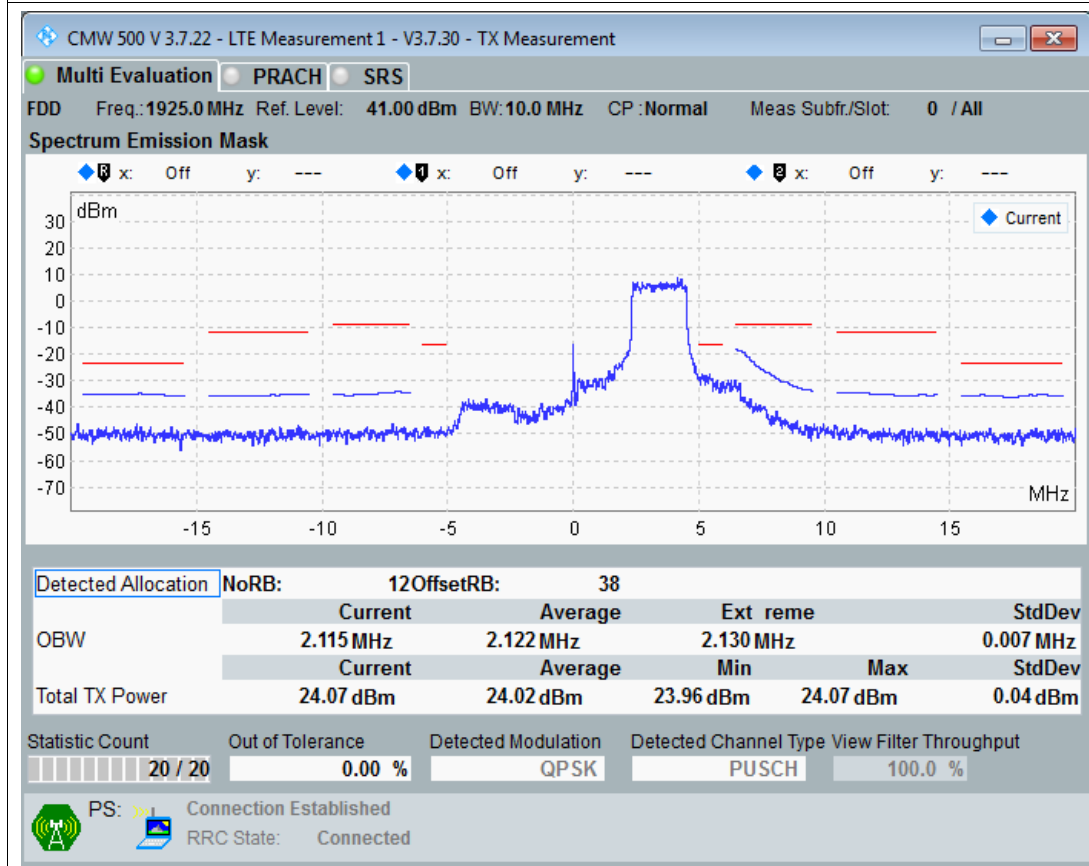 CMW 500 V 3.7.22 - LTE Measurement 1 - V3.7.30 - TX Measurement
Multi Evaluation PRACH SRS
FDD Freq.: 1925.0 MHz Ref. Level: 41.00 dBm BW: 10.0 MHz CP : Normal Meas Subfr./Slot: 0 / All
Spectrum Emission Mask
R x: Off y: --- 1 x: Off y: --- 2 x: Off y: ---
dBm
Current
30
20
10
0
-10
-20
-30
-40
-50
-60
-70
MHz
-15 -10 -5 0 5 10 15
Detected Allocation NoRB: 12 OffsetRB: 38
Current Average Ext reme StdDev
OBW 2.115 MHz 2.122 MHz 2.130 MHz 0.007 MHz
Current Average Min Max StdDev
Total TX Power 24.07 dBm 24.02 dBm 23.96 dBm 24.07 dBm 0.04 dBm
Statistic Count Out of Tolerance Detected Modulation Detected Channel Type View Filter Throughput
20 / 20 0.00 % QPSK PUSCH 100.0 %
PS: Connection Established
RRC State: Connected